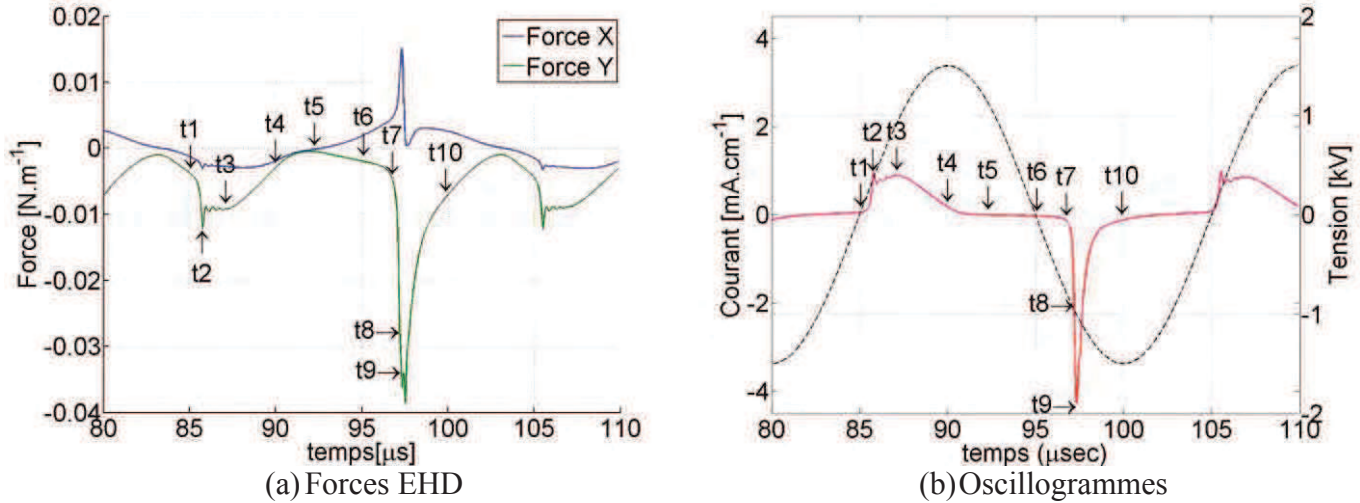 0.02
0.01
0
-0.01
-0.02
-0.03
-0.04
Force [N.m⁻¹]
Force X
Force Y
t1
t2
t3
t4
t5
t6
t7
t8
t9
t10
80 85 90 95 100 105 110
temps[μs]
(a) Forces EHD
4
2
0
-2
-4
Courant [mA.cm⁻¹]
t1
t2
t3
t4
t5
t6
t7
t8
t9
t10
2
1
0
-1
-2
Tension [kV]
80 85 90 95 100 105 110
temps (μsec)
(b) Oscillogrammes